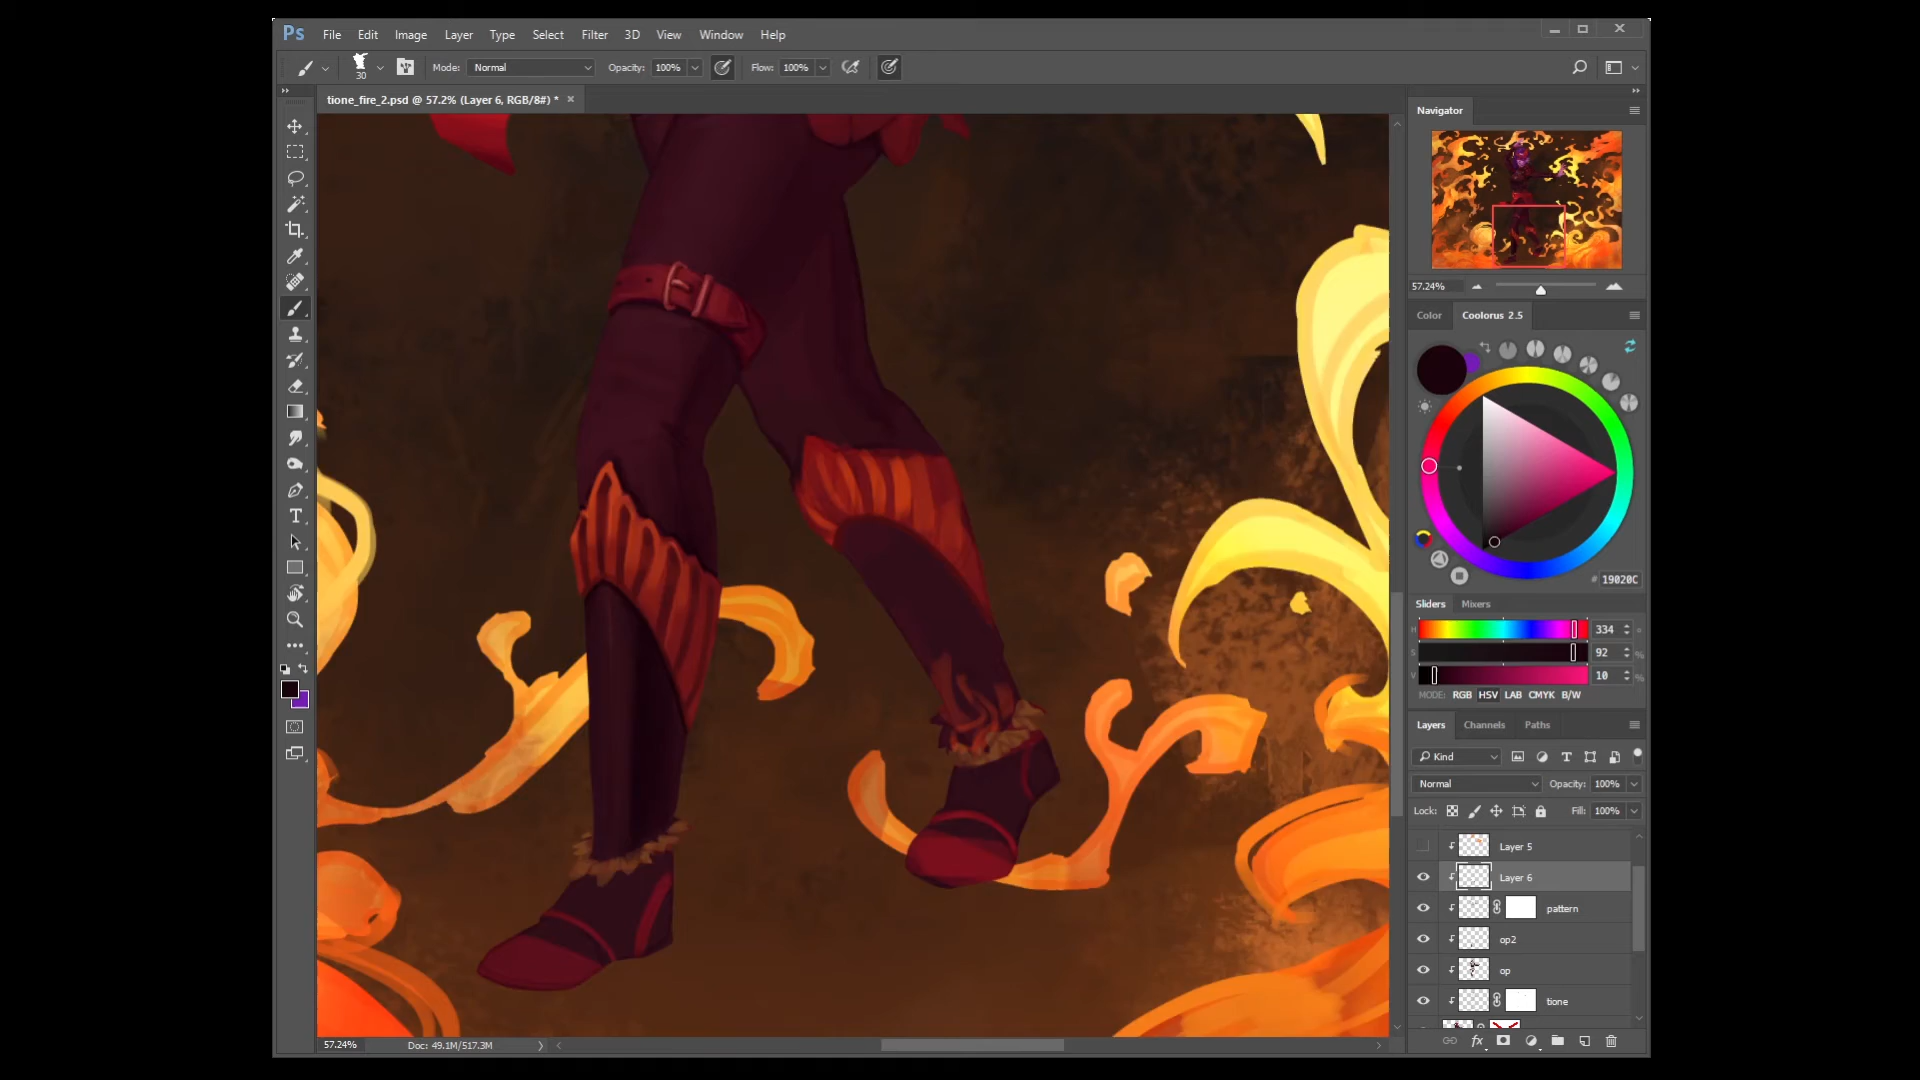 Ps File Edit Image Layer Type Select Filter 3D View Window Help
30 Mode: Normal Opacity: 100% Flow: 100%
tione_fire_2.psd @ 57.2% (Layer 6, RGB/8#) * ×
Navigator
57.24%
Color Coolorus 2.5
# 19020C
Sliders Mixers
H 334 °
S 92 %
V 10 %
MODE: RGB HSV LAB CMYK B/W
Layers Channels Paths
Kind
Normal Opacity: 100%
Lock: Fill: 100%
Layer 5
Layer 6
pattern
op2
op
tione
fx
57.24% Doc: 49.1M/517.3M